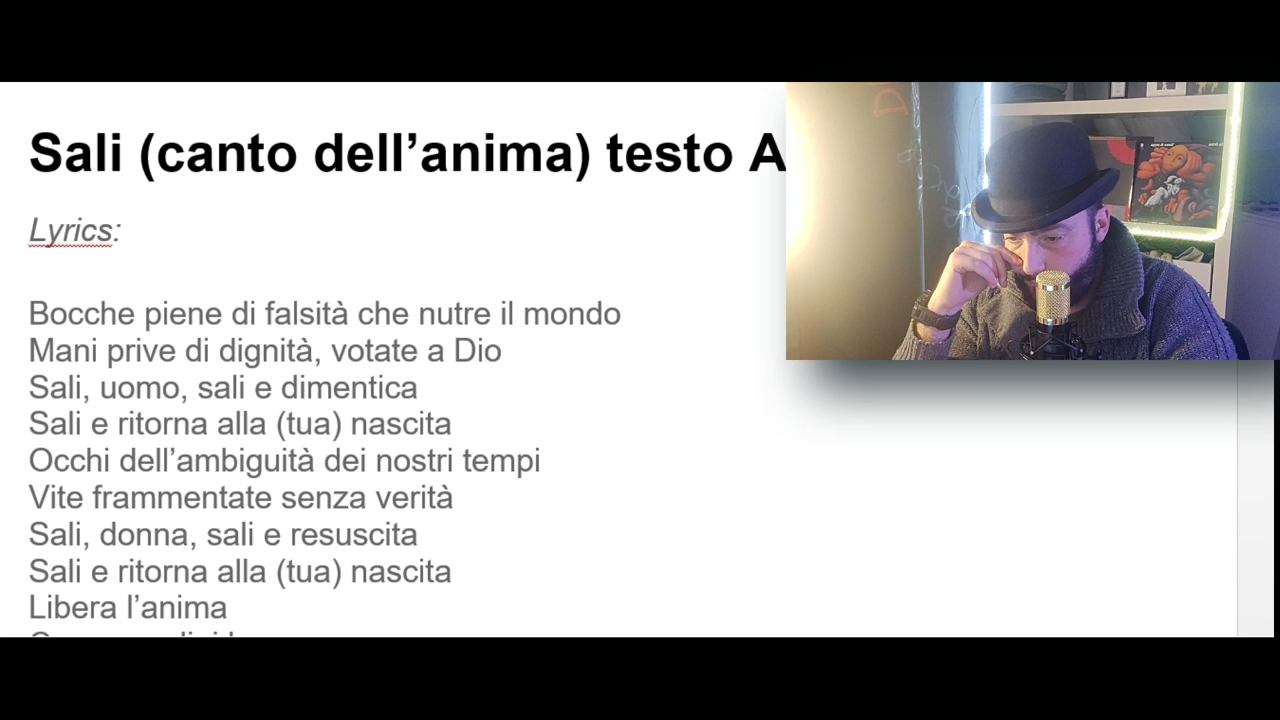 Sali (canto dell’anima) testo A
Lyrics:
Bocche piene di falsità che nutre il mondo
Mani prive di dignità, votate a Dio
Sali, uomo, sali e dimentica
Sali e ritorna alla (tua) nascita
Occhi dell’ambiguità dei nostri tempi
Vite frammentate senza verità
Sali, donna, sali e resuscita
Sali e ritorna alla (tua) nascita
Libera l’anima